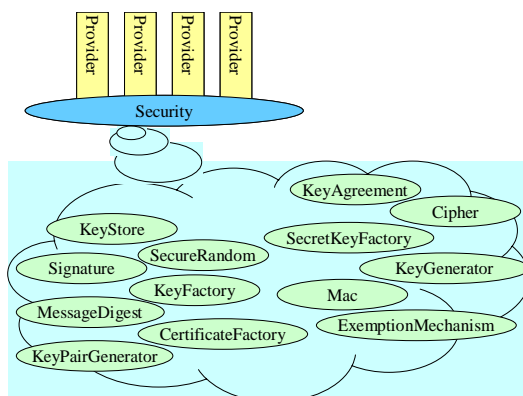 Provider
Provider
Provider
Provider
Security
KeyAgreement
Cipher
KeyStore
SecretKeyFactory
SecureRandom
Signature
KeyGenerator
KeyFactory
Mac
MessageDigest
ExemptionMechanism
CertificateFactory
KeyPairGenerator